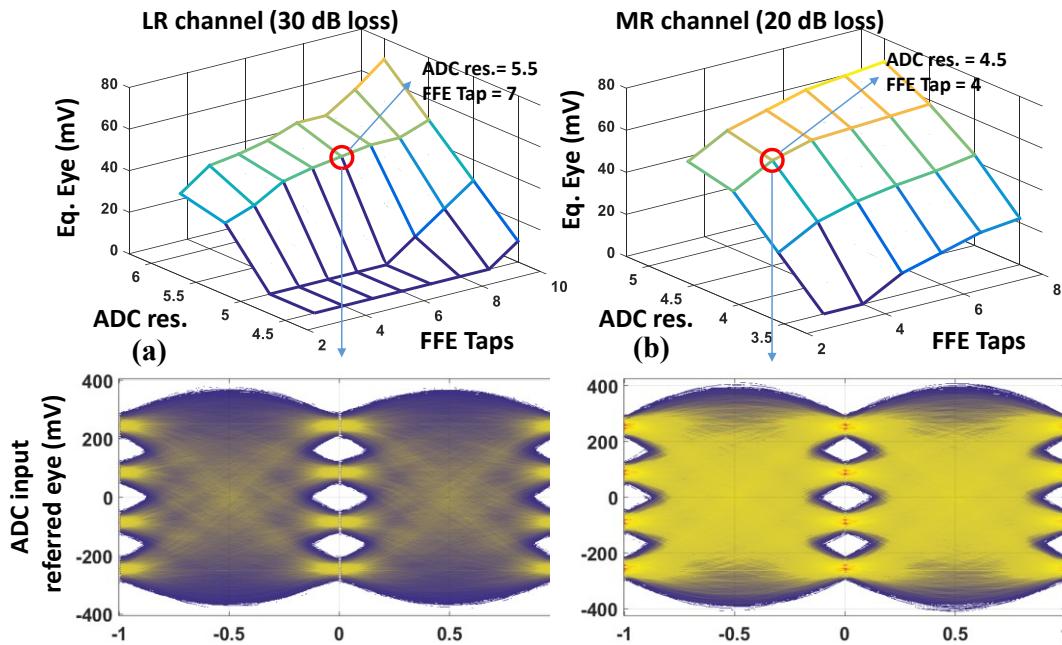 LR channel (30 dB loss)
ADC res.= 5.5
FFE Tap = 7
Eq. Eye (mV)
80
60
40
20
0
6
5.5
5
4.5
ADC res.
2
4
6
8
10
FFE Taps
(a)
MR channel (20 dB loss)
ADC res. = 4.5
FFE Tap = 4
Eq. Eye (mV)
80
60
40
20
0
5
4.5
4
3.5
ADC res.
2
4
6
8
FFE Taps
(b)
ADC input
referred eye (mV)
400
200
0
-200
-400
-1
-0.5
0
0.5
400
200
0
-200
-400
-1
-0.5
0
0.5